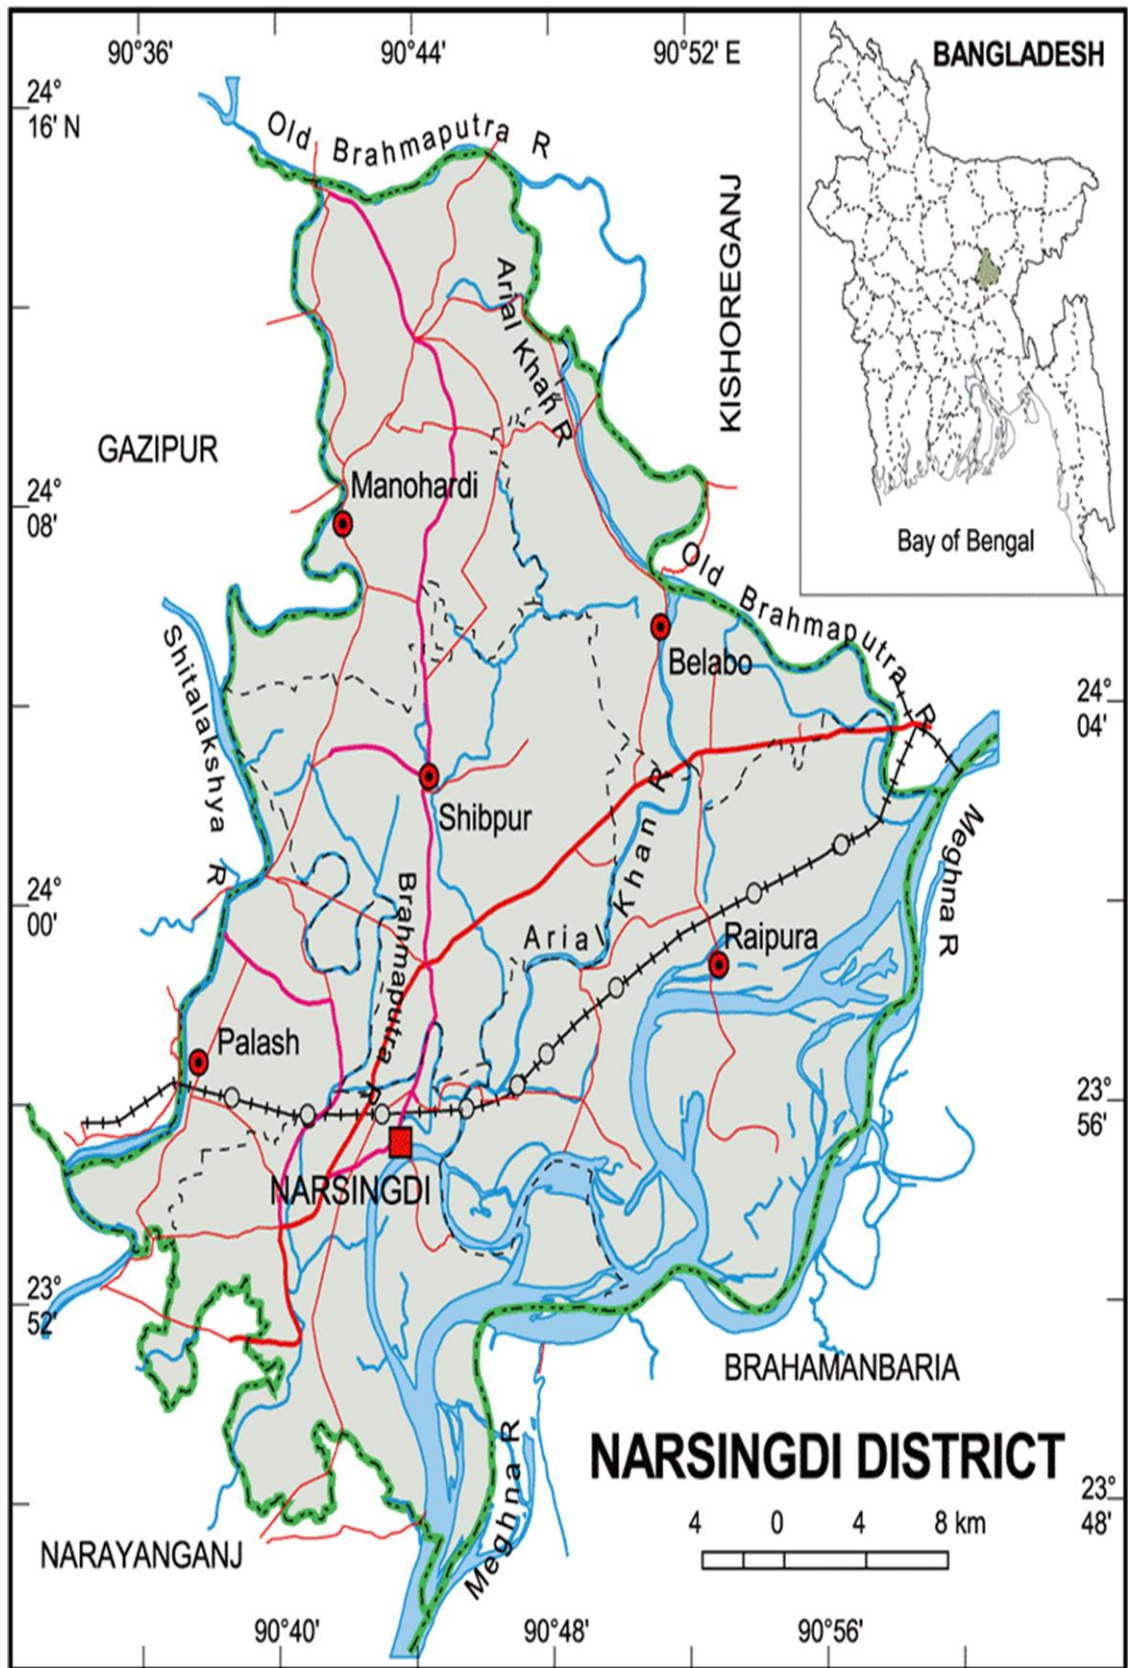 90°36'
90°44'
90°52' E
BANGLADESH
24°
16' N
Old Brahmaputra R
KISHOREGANJ
Arial Khan R
GAZIPUR
Manohardi
24°
08'
Bay of Bengal
Old Brahmaputra R
Shitalakshya R
Belabo
24°
04'
Shibpur
Meghna R
24°
00'
Brahmaputra R
Arial Khan R
Raipura
Palash
23°
56'
NARSINGDI
23°
52'
BRAHAMANBARIA
NARSINGDI DISTRICT
Meghna R
23°
48'
4 0 4 8 km
NARAYANGANJ
90°40'
90°48'
90°56'